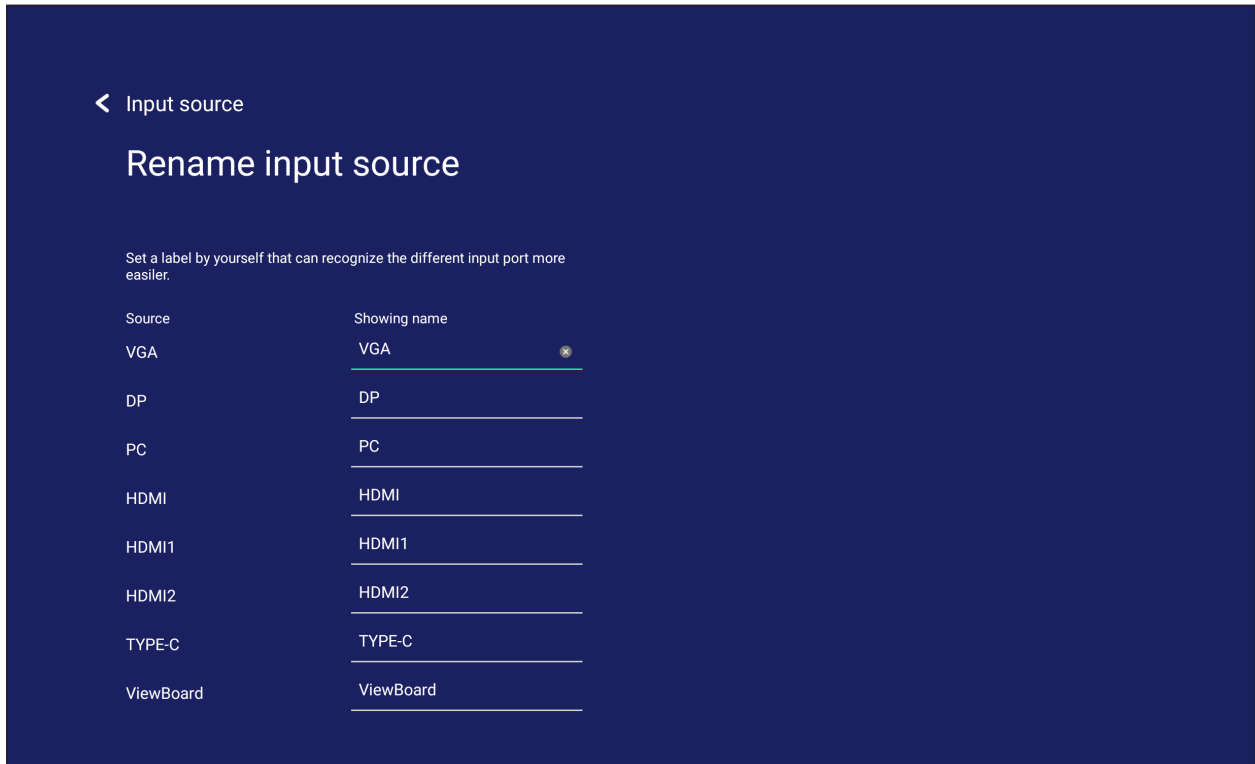 Input source
Rename input source
Set a label by yourself that can recognize the different input port more
easiler.
Source Showing name
VGA VGA
DP DP
PC PC
HDMI HDMI
HDMI1 HDMI1
HDMI2 HDMI2
TYPE-C TYPE-C
ViewBoard ViewBoard